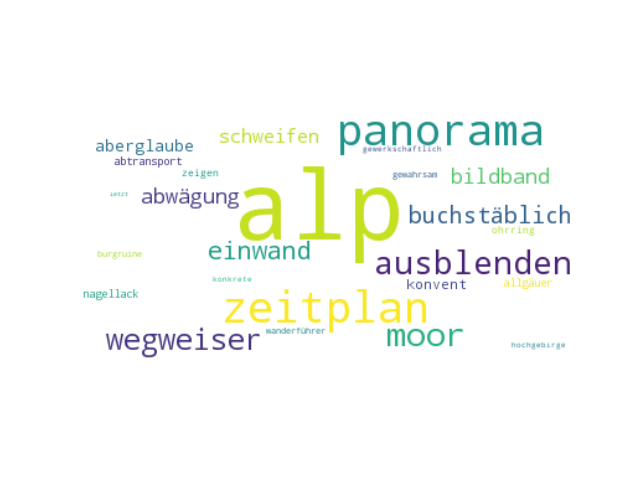 panorama
schweifen
aberglaube
gewerkschaftlich
abtransport
zeigen
gewahrsam
bildband
alp
abwägung
buchstäblich
ohrring
einwand
burgruine
ausblenden
konkrete
konvent
allgäuer
nagellack
zeitplan
wegweiser
wanderführer
moor
hochgebirge